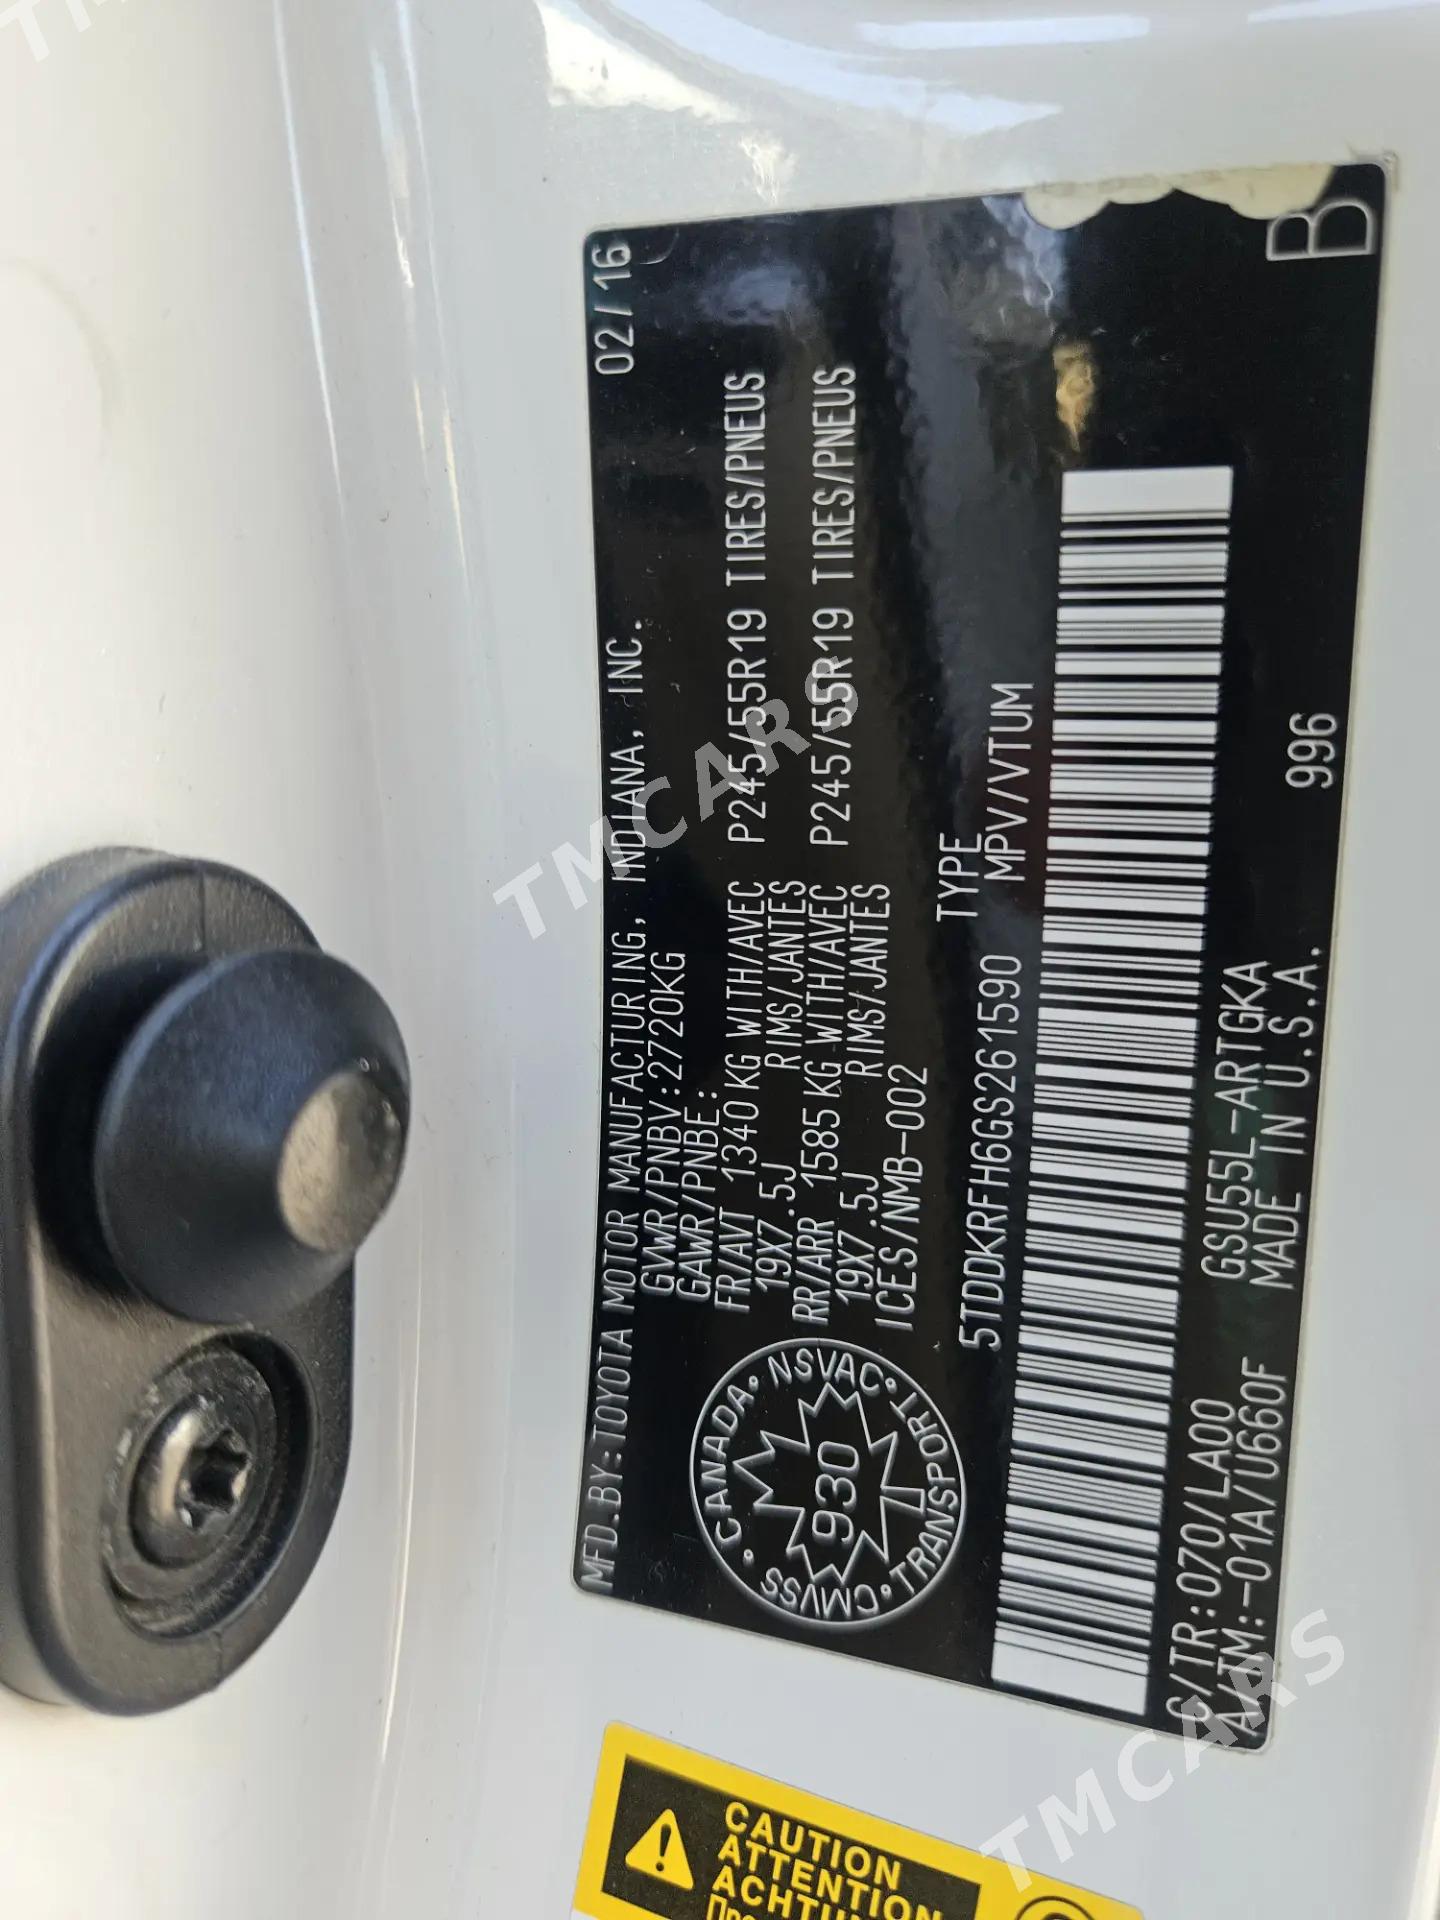 MFD.BY:TOYOTA MOTOR MANUFACTURING, INDIANA, INC. 02/16
GVWR/PNBV:2720KG
GAWR/PNBE:
FR/AVT 1340 KG WITH/AVEC P245/55R19 TIRES/PNEUS
19X7.5J RIMS/JANTES
RR/ARR 1585 KG WITH/AVEC P245/55R19 TIRES/PNEUS
19X7.5J RIMS/JANTES
ICES/NMB-002
CANADA • NSVAC • TRANSPORT • CMVSS •
930
TYPE
5TDDKRFH6GS261590 MPV/VTUM
C/TR:070/LA00 GSU55L-ARTGKA
A/TM:-01A/U660F MADE IN U.S.A. 996
B
CAUTION
ATTENTION
TMCARS
TMCARS